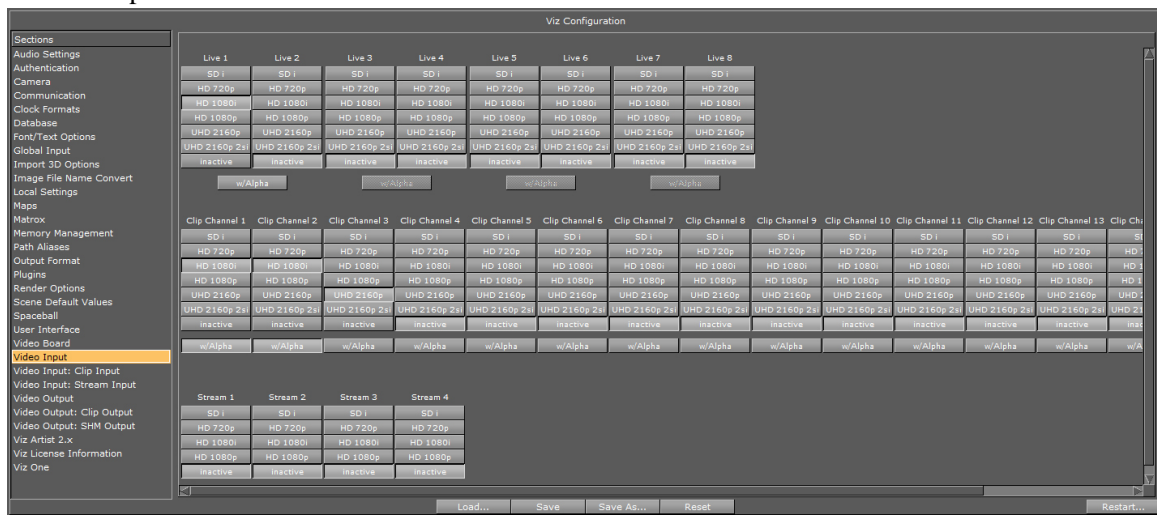 Viz Configuration
Sections
Audio Settings
Authentication
Camera
Communication
Clock Formats
Database
Font/Text Options
Global Input
Import 3D Options
Image File Name Convert
Local Settings
Maps
Matrox
Memory Management
Path Aliases
Output Format
Plugins
Render Options
Scene Default Values
Spaceball
User Interface
Video Board
Video Input
Video Input: Clip Input
Video Input: Stream Input
Video Output
Video Output: Clip Output
Video Output: SHM Output
Viz Artist 2.x
Viz License Information
Viz One
Live 1 Live 2 Live 3 Live 4 Live 5 Live 6 Live 7 Live 8
SD i SD i SD i SD i SD i SD i SD i SD i
HD 720p HD 720p HD 720p HD 720p HD 720p HD 720p HD 720p HD 720p
HD 1080i HD 1080i HD 1080i HD 1080i HD 1080i HD 1080i HD 1080i HD 1080i
HD 1080p HD 1080p HD 1080p HD 1080p HD 1080p HD 1080p HD 1080p HD 1080p
UHD 2160p UHD 2160p UHD 2160p UHD 2160p UHD 2160p UHD 2160p UHD 2160p UHD 2160p
UHD 2160p 2si UHD 2160p 2si UHD 2160p 2si UHD 2160p 2si UHD 2160p 2si UHD 2160p 2si UHD 2160p 2si UHD 2160p 2si
inactive inactive inactive inactive inactive inactive inactive inactive
w/Alpha w/Alpha w/Alpha w/Alpha
Clip Channel 1 Clip Channel 2 Clip Channel 3 Clip Channel 4 Clip Channel 5 Clip Channel 6 Clip Channel 7 Clip Channel 8 Clip Channel 9 Clip Channel 10 Clip Channel 11 Clip Channel 12 Clip Channel 13 Clip Cha
SD i SD i SD i SD i SD i SD i SD i SD i SD i SD i SD i SD i SD i
HD 720p HD 720p HD 720p HD 720p HD 720p HD 720p HD 720p HD 720p HD 720p HD 720p HD 720p HD 720p HD 720p HD
HD 1080i HD 1080i HD 1080i HD 1080i HD 1080i HD 1080i HD 1080i HD 1080i HD 1080i HD 1080i HD 1080i HD 1080i HD 1080i HD 1
HD 1080p HD 1080p HD 1080p HD 1080p HD 1080p HD 1080p HD 1080p HD 1080p HD 1080p HD 1080p HD 1080p HD 1080p HD 1080p HD 1
UHD 2160p UHD 2160p UHD 2160p UHD 2160p UHD 2160p UHD 2160p UHD 2160p UHD 2160p UHD 2160p UHD 2160p UHD 2160p UHD 2160p UHD 2160p UHD
UHD 2160p 2si UHD 2160p 2si UHD 2160p 2si UHD 2160p 2si UHD 2160p 2si UHD 2160p 2si UHD 2160p 2si UHD 2160p 2si UHD 2160p 2si UHD 2160p 2si UHD 2160p 2si UHD 2160p 2si UHD 2160p 2si UHD 21
inactive inactive inactive inactive inactive inactive inactive inactive inactive inactive inactive inactive inactive inac
w/Alpha w/Alpha w/Alpha w/Alpha w/Alpha w/Alpha w/Alpha w/Alpha w/Alpha w/Alpha w/Alpha w/Alpha w/Alpha w/A
Stream 1 Stream 2 Stream 3 Stream 4
SD i SD i SD i SD i
HD 720p HD 720p HD 720p HD 720p
HD 1080i HD 1080i HD 1080i HD 1080i
HD 1080p HD 1080p HD 1080p HD 1080p
inactive inactive inactive inactive
Load... Save Save As... Reset Restart...